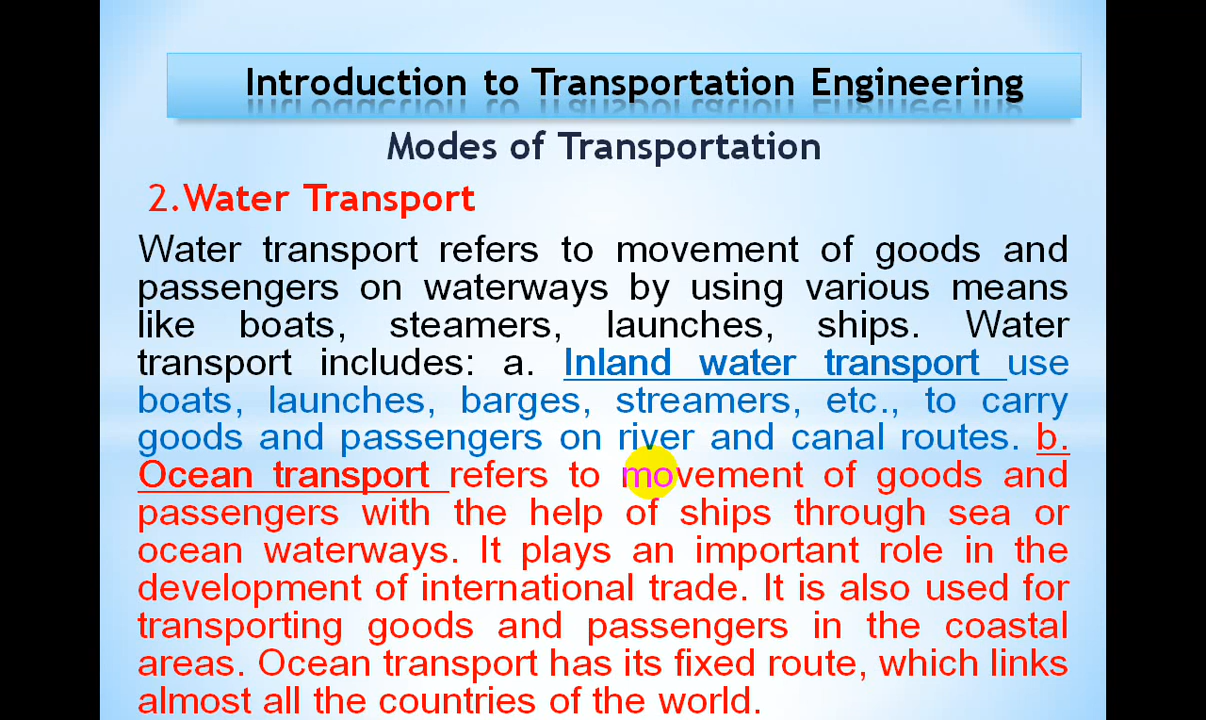 Introduction to Transportation Engineering
Modes of Transportation
2.Water Transport
Water transport refers to movement of goods and
passengers on waterways by using various means
like boats, steamers, launches, ships. Water
transport includes: a. Inland water transport use
boats, launches, barges, streamers, etc., to carry
goods and passengers on river and canal routes. b.
Ocean transport refers to movement of goods and
passengers with the help of ships through sea or
ocean waterways. It plays an important role in the
development of international trade. It is also used for
transporting goods and passengers in the coastal
areas. Ocean transport has its fixed route, which links
almost all the countries of the world.